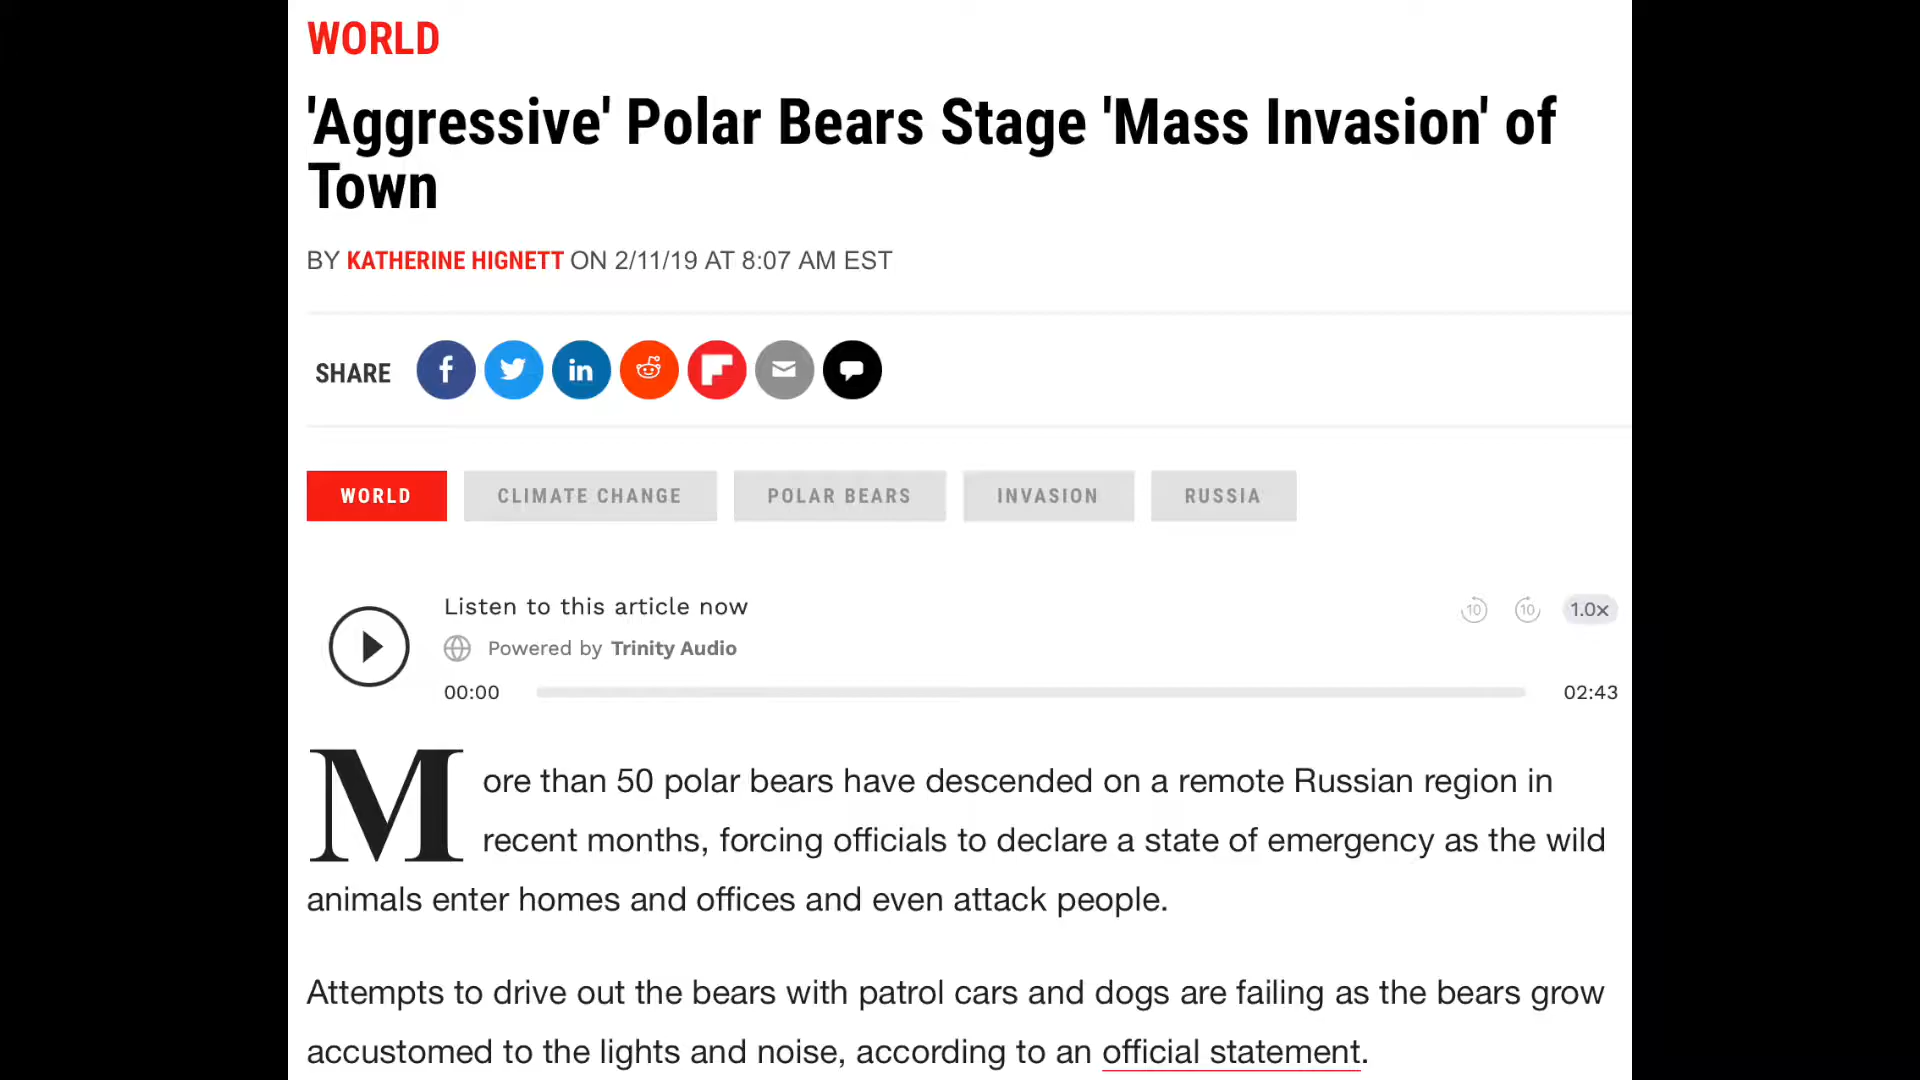 WORLD
'Aggressive' Polar Bears Stage 'Mass Invasion' of
Town
BY KATHERINE HIGNETT ON 2/11/19 AT 8:07 AM EST
SHARE
WORLD CLIMATE CHANGE POLAR BEARS INVASION RUSSIA
Listen to this article now
10 10 1.0x
Powered by Trinity Audio
00:00 02:43
More than 50 polar bears have descended on a remote Russian region in
recent months, forcing officials to declare a state of emergency as the wild
animals enter homes and offices and even attack people.
Attempts to drive out the bears with patrol cars and dogs are failing as the bears grow
accustomed to the lights and noise, according to an official statement.